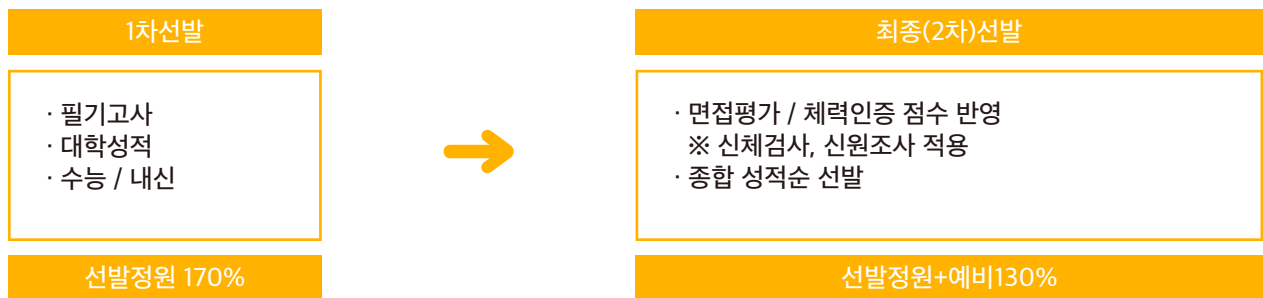 1차선발
· 필기고사
· 대학성적
· 수능 / 내신
선발정원 170%
최종(2차)선발
· 면접평가 / 체력인증 점수 반영
※ 신체검사, 신원조사 적용
· 종합 성적순 선발
선발정원+예비130%